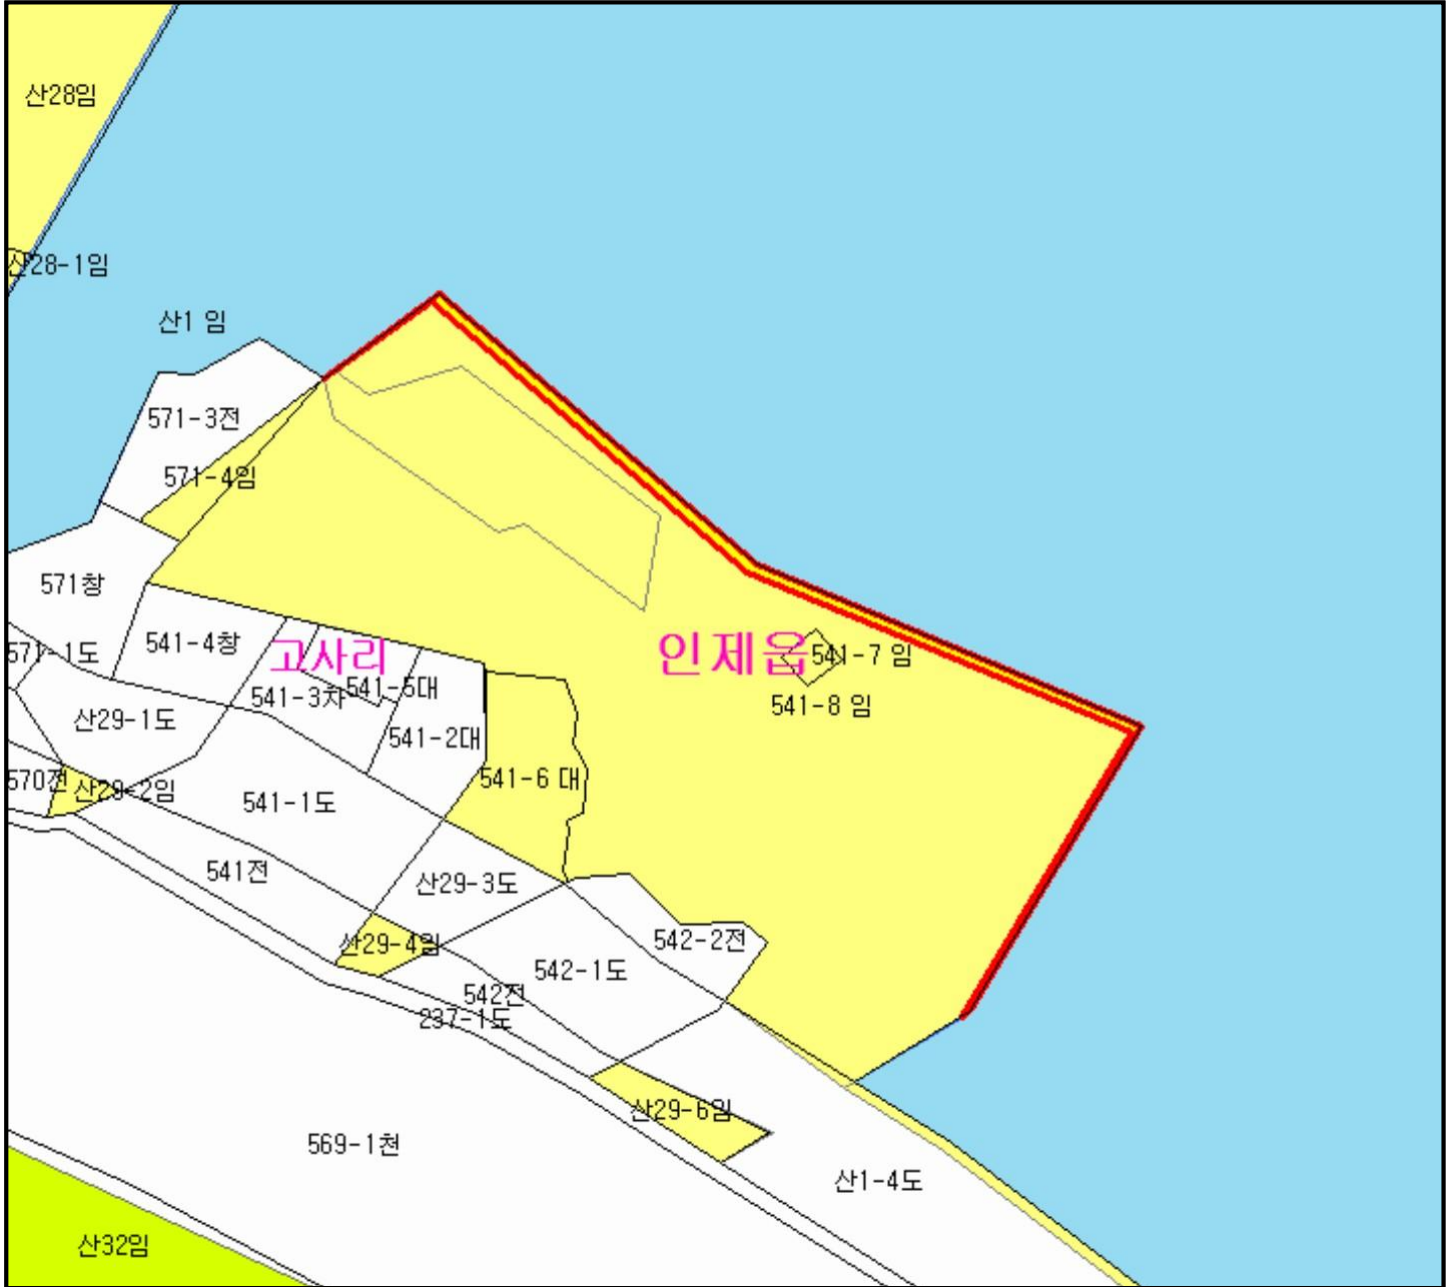 산28임
산28-1임
산1 임
571-3전
571-4임
571창
541-4창
571-1도
고사리
인제읍
541-7 임
541-5대
541-3차
541-8 임
산29-1도
541-2대
541-6 대
570전
산29-2임
541-1도
541전
산29-3도
산29-4임
542-2전
542-1도
542전
237-1도
산29-6임
569-1천
산1-4도
산32임